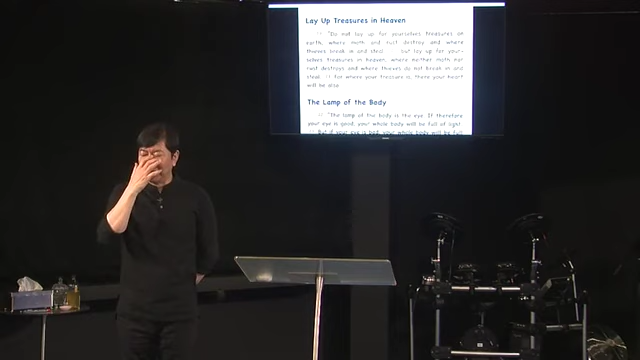 Lay Up Treasures in Heaven
"Do not lay up for yourselves treasures on
earth, where moth and rust destroy and where
thieves break in and steal but lay up for your-
selves treasures in heaven, where neither moth nor
rust destroys and where thieves do not break in and
steal. for where your treasure is, there your heart
will be also.
The Lamp of the Body
"The lamp of the body is the eye. If therefore
your eye is good, your whole body will be full of light.
But if your eye is bad, your whole body will be full